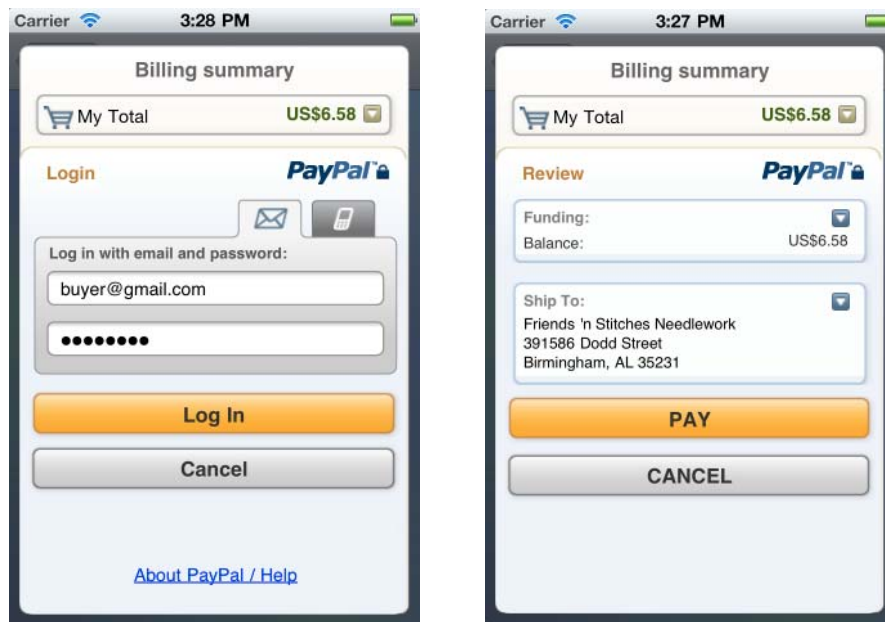 Carrier 3:28 PM
Billing summary
My Total US$6.58
Login PayPal™
Log in with email and password:
buyer@gmail.com
●●●●●●●●
Log In
Cancel
About PayPal / Help
Carrier 3:27 PM
Billing summary
My Total US$6.58
Review PayPal™
Funding:
Balance: US$6.58
Ship To:
Friends 'n Stitches Needlework
391586 Dodd Street
Birmingham, AL 35231
PAY
CANCEL